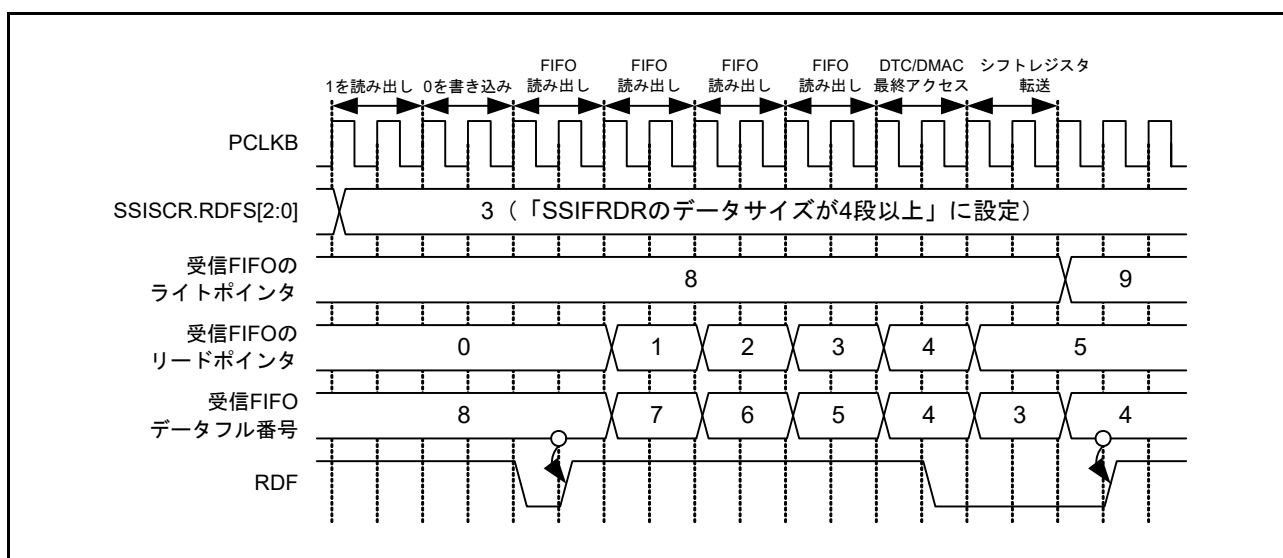 FIFO FIFO FIFO FIFO DTC/DMAC シフトレジスタ
1を読み出し 0を書き込み 読み出し 読み出し 読み出し 読み出し 最終アクセス 転送
PCLKB
SSISCR.RDFS[2:0] 3（「SSIFRDRのデータサイズが4段以上」に設定）
受信FIFOの
ライトポインタ 8 9
受信FIFOの
リードポインタ 0 1 2 3 4 5
受信FIFO
データフル番号 8 7 6 5 4 3 4
RDF